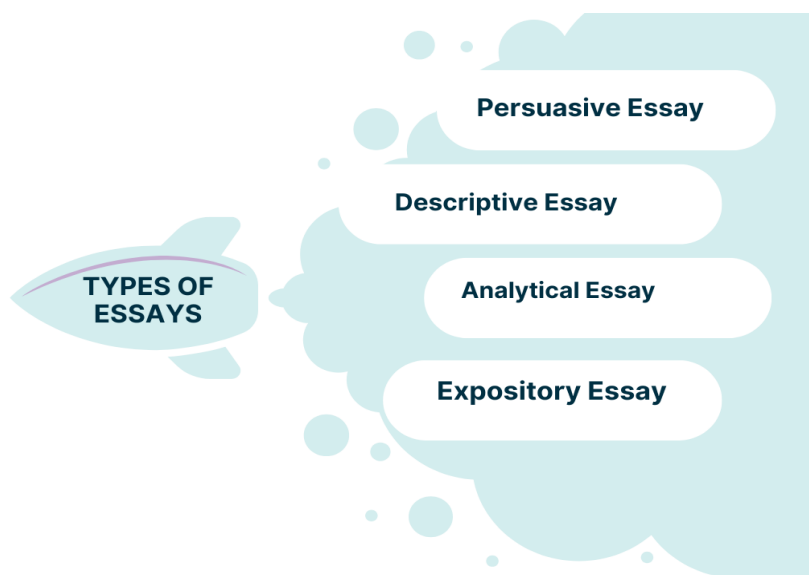 TYPES OF
ESSAYS
Persuasive Essay
Descriptive Essay
Analytical Essay
Expository Essay